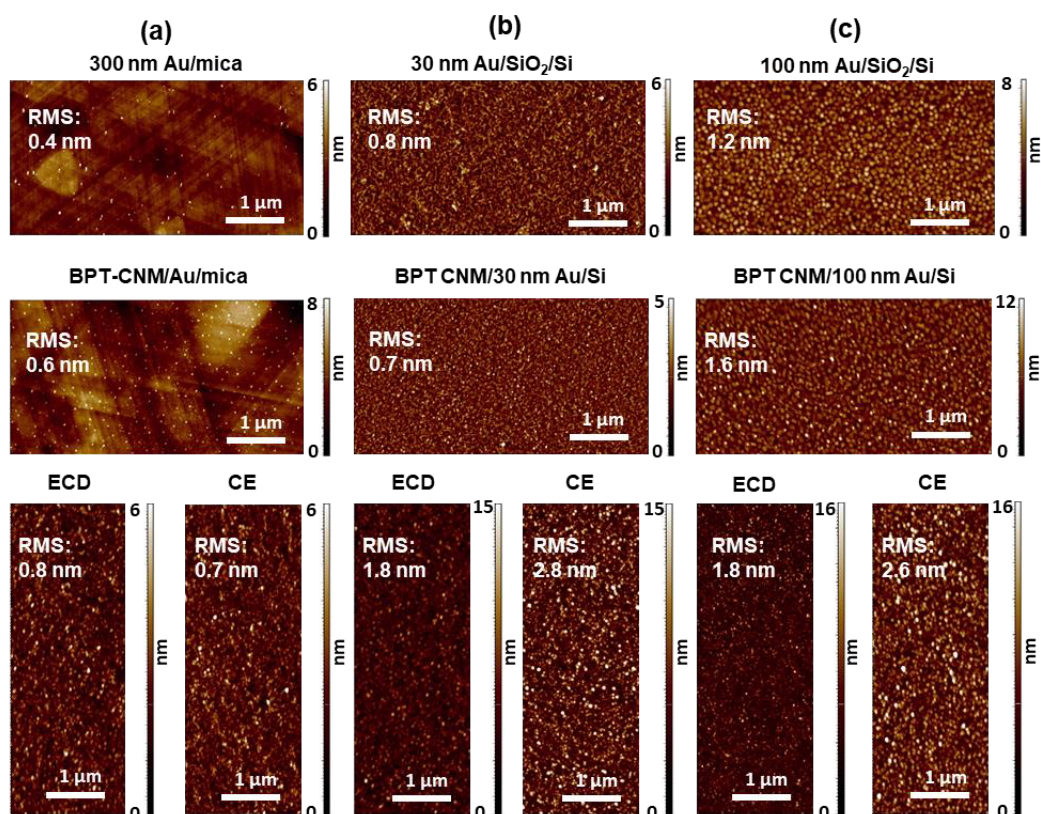 (a)
(b)
(c)
300 nm Au/mica
30 nm Au/SiO₂/Si
100 nm Au/SiO₂/Si
RMS:
0.4 nm
1 μm
6
nm
0
RMS:
0.8 nm
1 μm
6
nm
0
RMS:
1.2 nm
1 μm
8
nm
0
BPT-CNM/Au/mica
BPT CNM/30 nm Au/Si
BPT CNM/100 nm Au/Si
RMS:
0.6 nm
1 μm
8
nm
0
RMS:
0.7 nm
1 μm
5
nm
0
RMS:
1.6 nm
1 μm
12
nm
0
ECD
CE
ECD
CE
ECD
CE
RMS:
0.8 nm
1 μm
6
nm
0
RMS:
0.7 nm
1 μm
6
nm
0
RMS:
1.8 nm
1 μm
15
nm
0
RMS:
2.8 nm
1 μm
15
nm
0
RMS:
1.8 nm
1 μm
16
nm
0
RMS:
2.6 nm
1 μm
16
nm
0